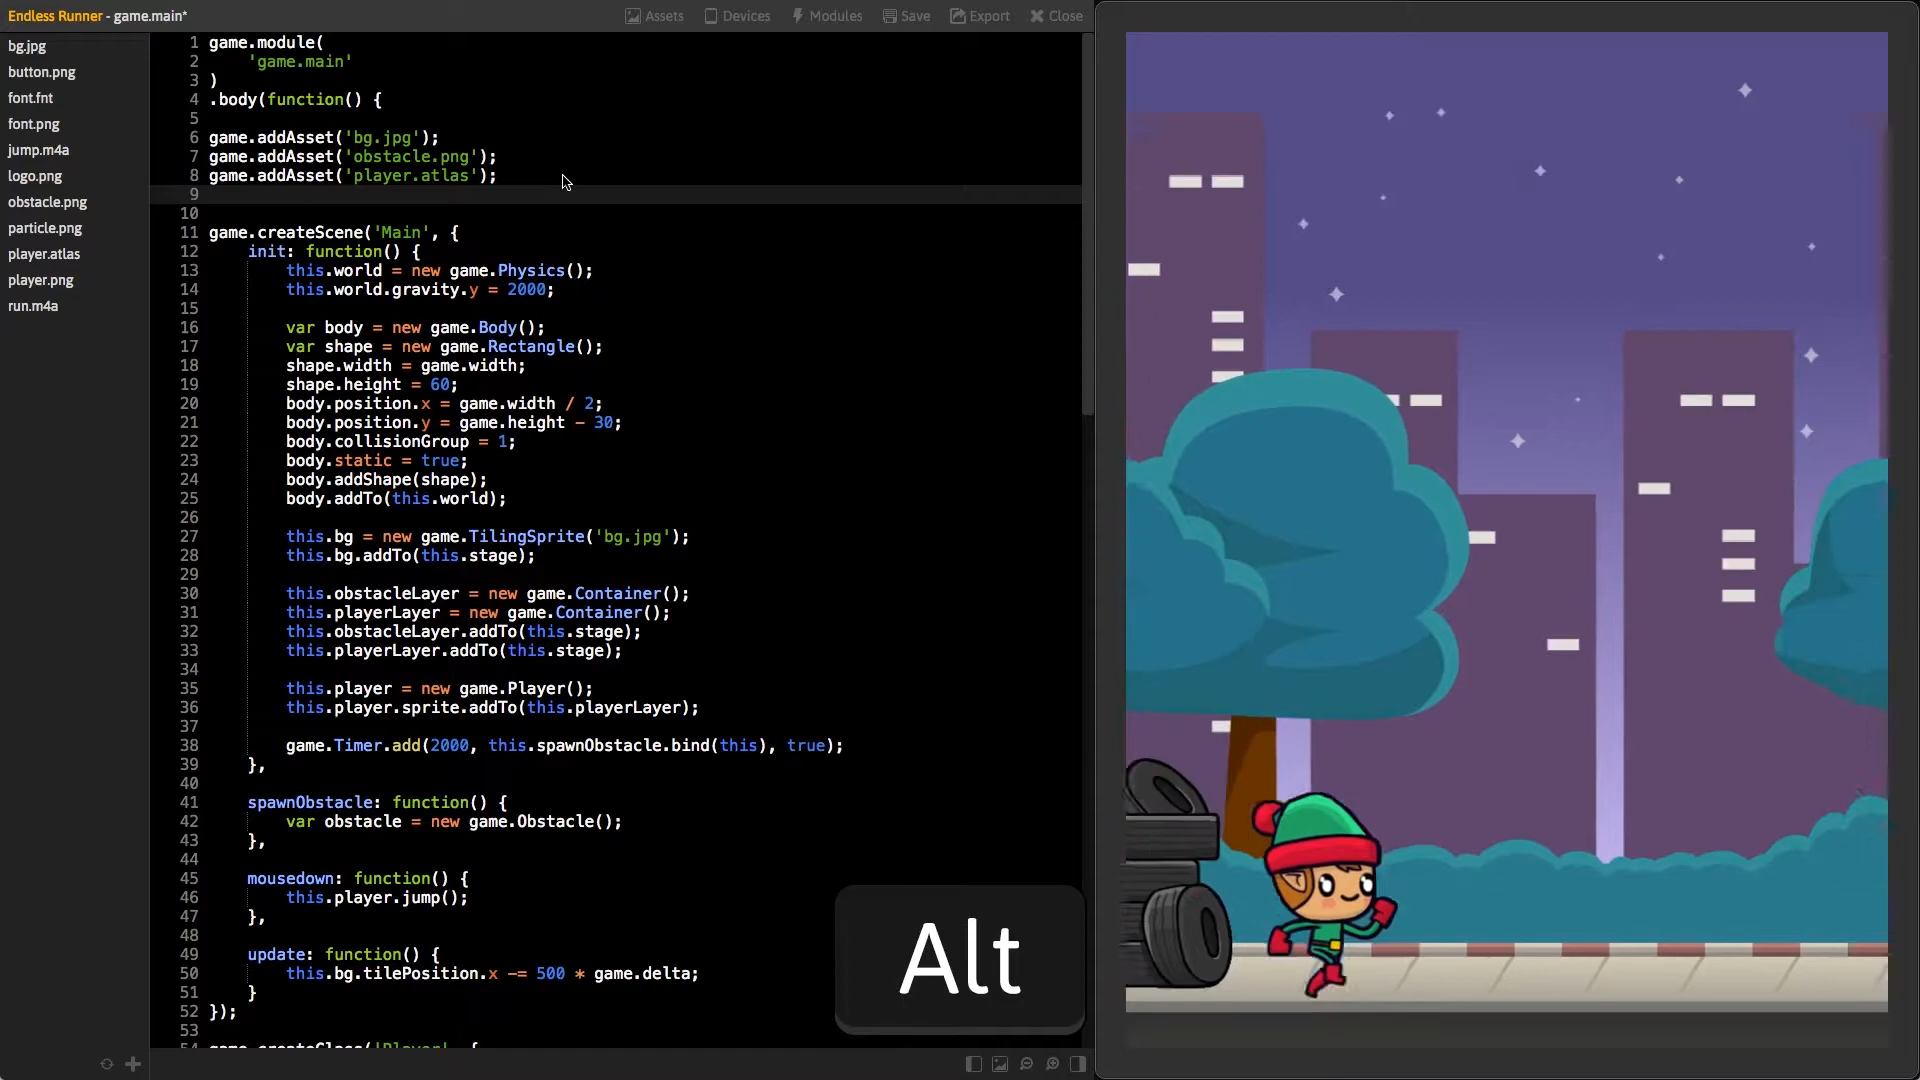 Endless Runner - game.main*
Assets
Devices
Modules
Save
Export
Close
bg.jpg
button.png
font.fnt
font.png
jump.m4a
logo.png
obstacle.png
particle.png
player.atlas
player.png
run.m4a
1 game.module(
2 'game.main'
3 )
4 .body(function() {
5
6 game.addAsset('bg.jpg');
7 game.addAsset('obstacle.png');
8 game.addAsset('player.atlas');
9
10
11 game.createScene('Main', {
12 init: function() {
13 this.world = new game.Physics();
14 this.world.gravity.y = 2000;
15
16 var body = new game.Body();
17 var shape = new game.Rectangle();
18 shape.width = game.width;
19 shape.height = 60;
20 body.position.x = game.width / 2;
21 body.position.y = game.height - 30;
22 body.collisionGroup = 1;
23 body.static = true;
24 body.addShape(shape);
25 body.addTo(this.world);
26
27 this.bg = new game.TilingSprite('bg.jpg');
28 this.bg.addTo(this.stage);
29
30 this.obstacleLayer = new game.Container();
31 this.playerLayer = new game.Container();
32 this.obstacleLayer.addTo(this.stage);
33 this.playerLayer.addTo(this.stage);
34
35 this.player = new game.Player();
36 this.player.sprite.addTo(this.playerLayer);
37
38 game.Timer.add(2000, this.spawnObstacle.bind(this), true);
39 },
40
41 spawnObstacle: function() {
42 var obstacle = new game.Obstacle();
43 },
44
45 mousedown: function() {
46 this.player.jump();
47 },
48
49 update: function() {
50 this.bg.tilePosition.x -= 500 * game.delta;
51 }
52 });
53
54 game.createClass('Player', {
Alt